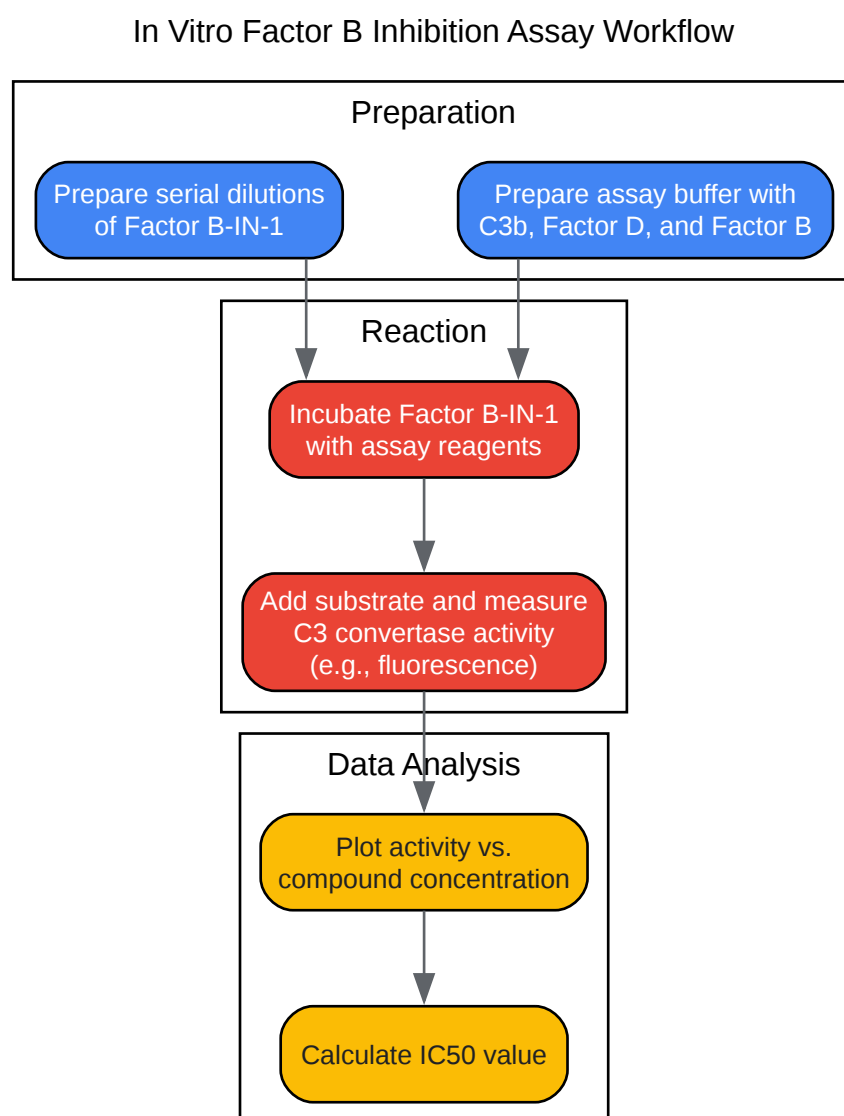 In Vitro Factor B Inhibition Assay Workflow
Preparation
Prepare serial dilutions
of Factor B-IN-1
Prepare assay buffer with
C3b, Factor D, and Factor B
Reaction
Incubate Factor B-IN-1
with assay reagents
Add substrate and measure
C3 convertase activity
(e.g., fluorescence)
Data Analysis
Plot activity vs.
compound concentration
Calculate IC50 value